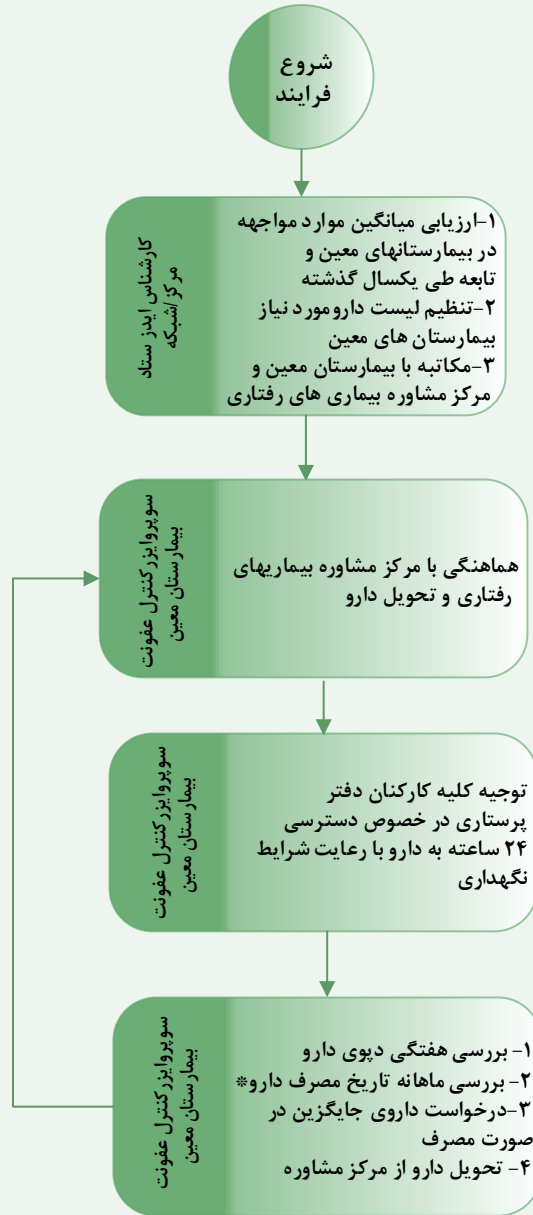 شروع
فرایند
کارشناس ایدز ستاد
مرکز/شبکه
۱-ارزیابی میانگین موارد مواجهه
در بیمارستانهای معین و
تابعه طی یکسال گذشته
۲-تنظیم لیست داروموردنیاز
بیمارستان های معین
۳-مکاتبه با بیمارستان معین و
مرکز مشاوره بیماری های رفتاری
سوپروایزرکنترل عفونت
بیمارستان معین
هماهنگی با مرکز مشاوره بیماریهای
رفتاری و تحویل دارو
سوپروایزرکنترل عفونت
بیمارستان معین
توجیه کلیه کارکنان دفتر
پرستاری در خصوص دسترسی
۲۴ ساعته به دارو با رعایت شرایط
نگهداری
سوپروایزرکنترل عفونت
بیمارستان معین
۱- بررسی هفتگی دپوی دارو
۲- بررسی ماهانه تاریخ مصرف دارو*
۳-درخواست داروی جایگزین در
صورت مصرف
۴- تحویل دارو از مرکز مشاوره